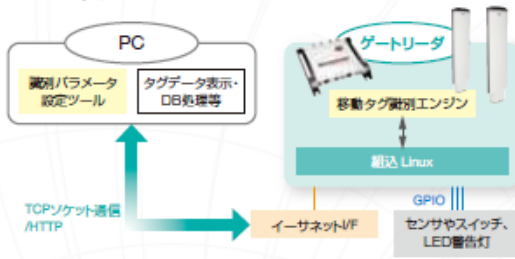 PC
ゲートリーダ
識別パラメータ
設定ツール
タグデータ表示・
DB処理等
移動タグ識別エンジン
組込 Linux
TCPソケット通信
/HTTP
GPIO
イーサネットI/F
センサやスイッチ、
LED警告灯